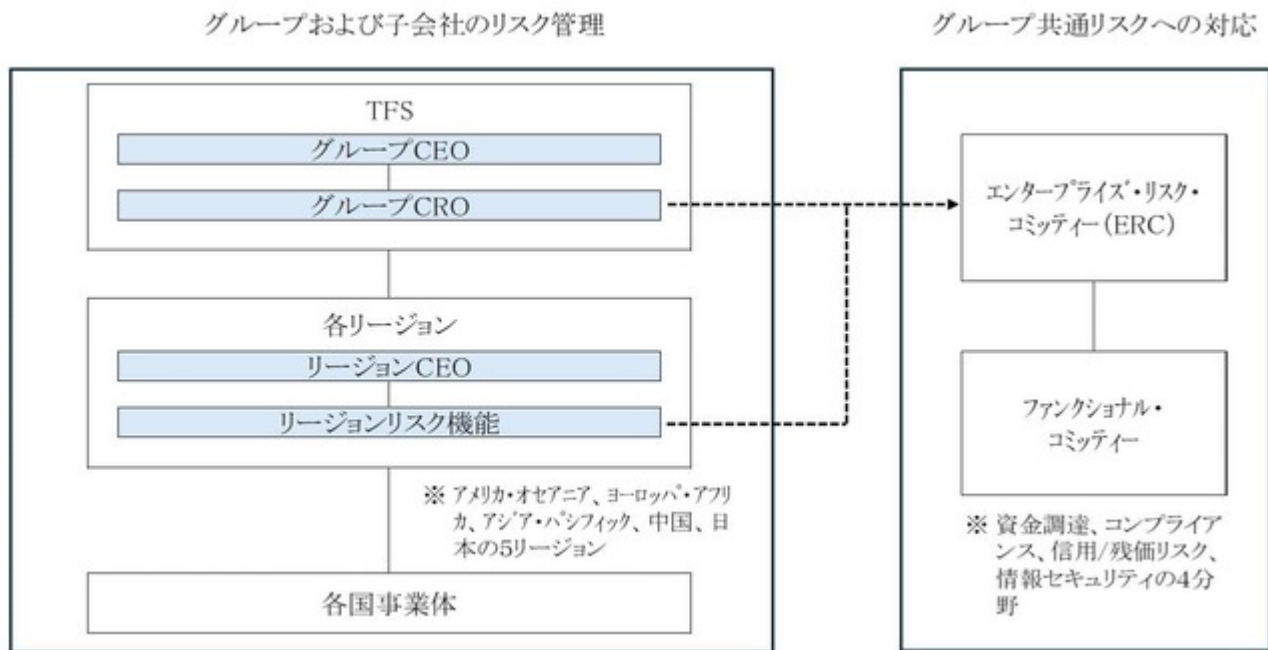 グループおよび子会社のリスク管理
TFS
グループCEO
グループCRO
各リージョン
リージョンCEO
リージョンリスク機能
※ アメリカ・オセアニア、ヨーロッパ・アフリ
カ、アジア・パシフィック、中国、日
本の5リージョン
各国事業体
グループ共通リスクへの対応
エンタープライズ・リスク・
コミッティー(ERC)
ファンクショナル・
コミッティー
※ 資金調達、コンプライア
ンス、信用/残価リスク、
情報セキュリティの4分
野